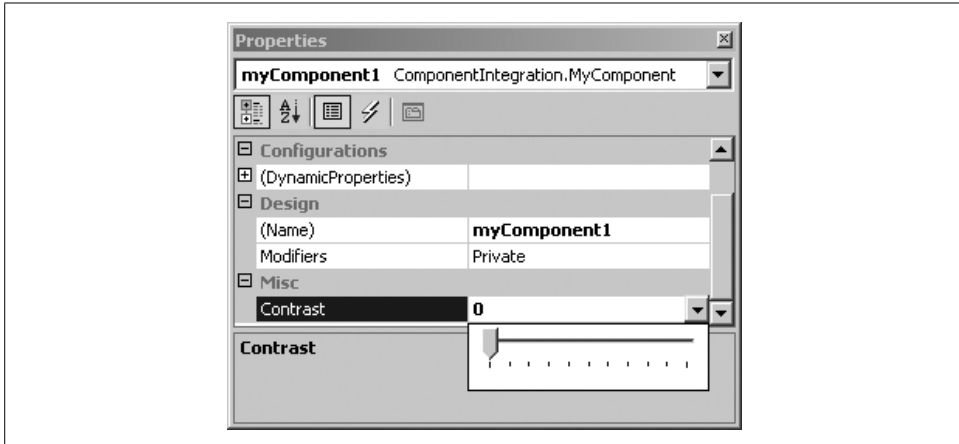 Properties
myComponent1 ComponentIntegration.MyComponent
Configurations
(DynamicProperties)
Design
(Name) myComponent1
Modifiers Private
Misc
Contrast 0
Contrast